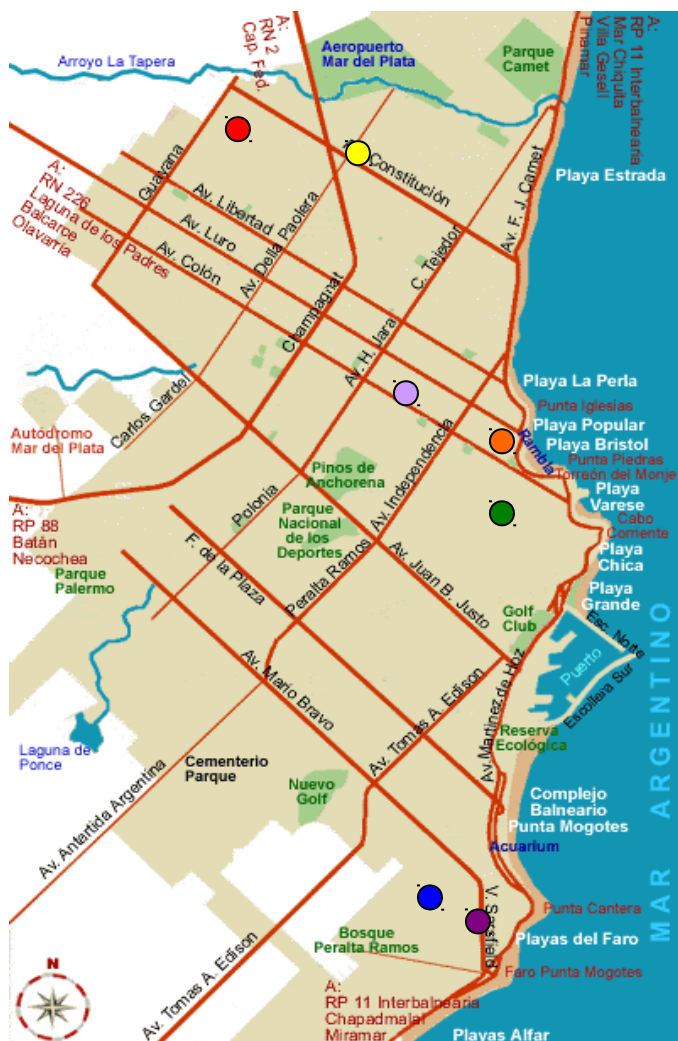 A:
RN 2
Cap. Fed.
Arroyo La Tapera
Aeropuerto
Mar del Plata
Parque
Camet
A:
RP 11 Interbalnearia
Mar Chiquita
Villa Gesell
Pinamar
Playa Estrada
Constitución
Guayana
Av. Libertad
Av. Luro
Av. Colón
Av. Della Paolera
Av. F. J. Camet
C. Tejedor
A:
RN 226
Laguna de los Padres
Balcarce
Olavarría
Champagnat
Av. H. Jara
Playa La Perla
Punta Iglesias
Playa Popular
Playa Bristol
Rambla
Punta Piedras
Torreón del Monje
Carlos Gardel
Autódromo
Mar del Plata
Av. Independencia
Pinos de
Anchorena
Playa
Varese
Cabo
Corriente
Polonia
Parque
Nacional
de los
Deportes
A:
RP 88
Batán
Necochea
Playa
Chica
F. de la Plaza
Peralta Ramos
Av. Juan B. Justo
Parque
Palermo
Playa
Grande
Golf
Club
Esc. Norte
Puerto
Escollera Sur
Av. Mario Bravo
Av. Tomas A. Edison
Av.Martinez de Hoz
Reserva
Ecológica
MAR ARGENTINO
Laguna de
Ponce
Cementerio
Parque
Av. Antartida Argentina
Nuevo
Golf
Complejo
Balneario
Punta Mogotes
Acuarium
V. Sarsfield
Punta Cantera
Bosque
Peralta Ramos
Playas del Faro
Av. Tomas A. Edison
Faro Punta Mogotes
N
A:
RP 11 Interbalnearia
Chapadmalal
Miramar
Playas Alfar